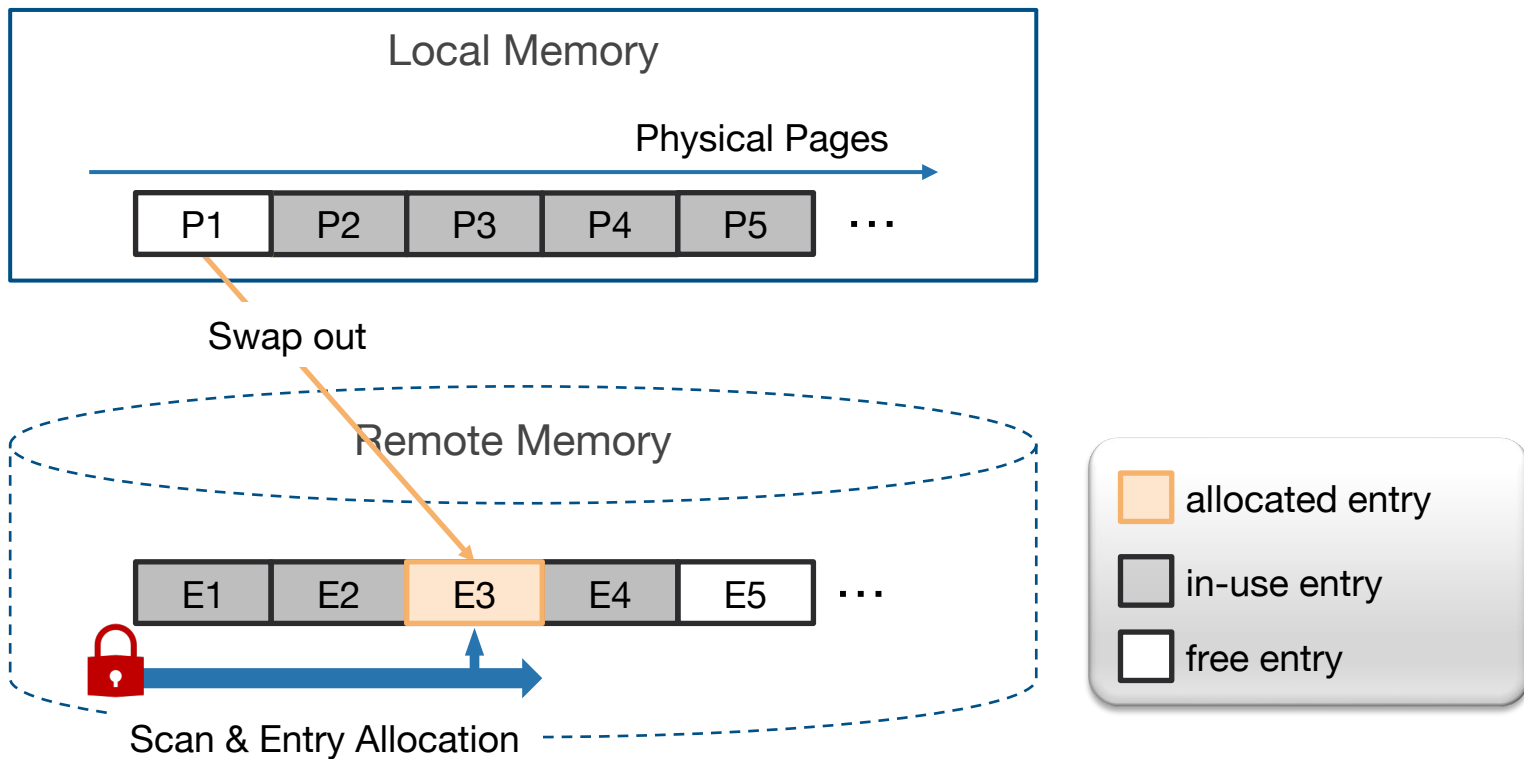 Local Memory
Physical Pages
P1 P2 P3 P4 P5 ...
Swap out
Remote Memory
E1 E2 E3 E4 E5 ...
Scan & Entry Allocation
allocated entry
in-use entry
free entry